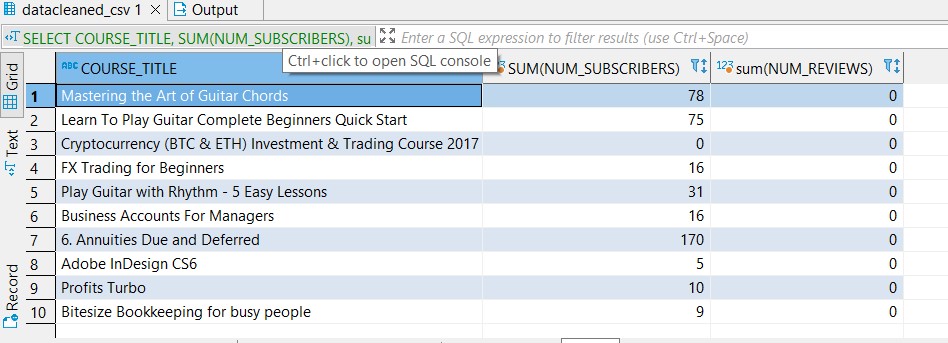 datacleaned_csv 1 Output
SELECT COURSE_TITLE, SUM(NUM_SUBSCRIBERS), su Enter a SQL expression to filter results (use Ctrl+Space)
Ctrl+click to open SQL console
Grid
Text
Record
ABC COURSE_TITLE SUM(NUM_SUBSCRIBERS) 123 sum(NUM_REVIEWS)
1 Mastering the Art of Guitar Chords 78 0
2 Learn To Play Guitar Complete Beginners Quick Start 75 0
3 Cryptocurrency (BTC & ETH) Investment & Trading Course 2017 0 0
4 FX Trading for Beginners 16 0
5 Play Guitar with Rhythm - 5 Easy Lessons 31 0
6 Business Accounts For Managers 16 0
7 6. Annuities Due and Deferred 170 0
8 Adobe InDesign CS6 5 0
9 Profits Turbo 10 0
10 Bitesize Bookkeeping for busy people 9 0